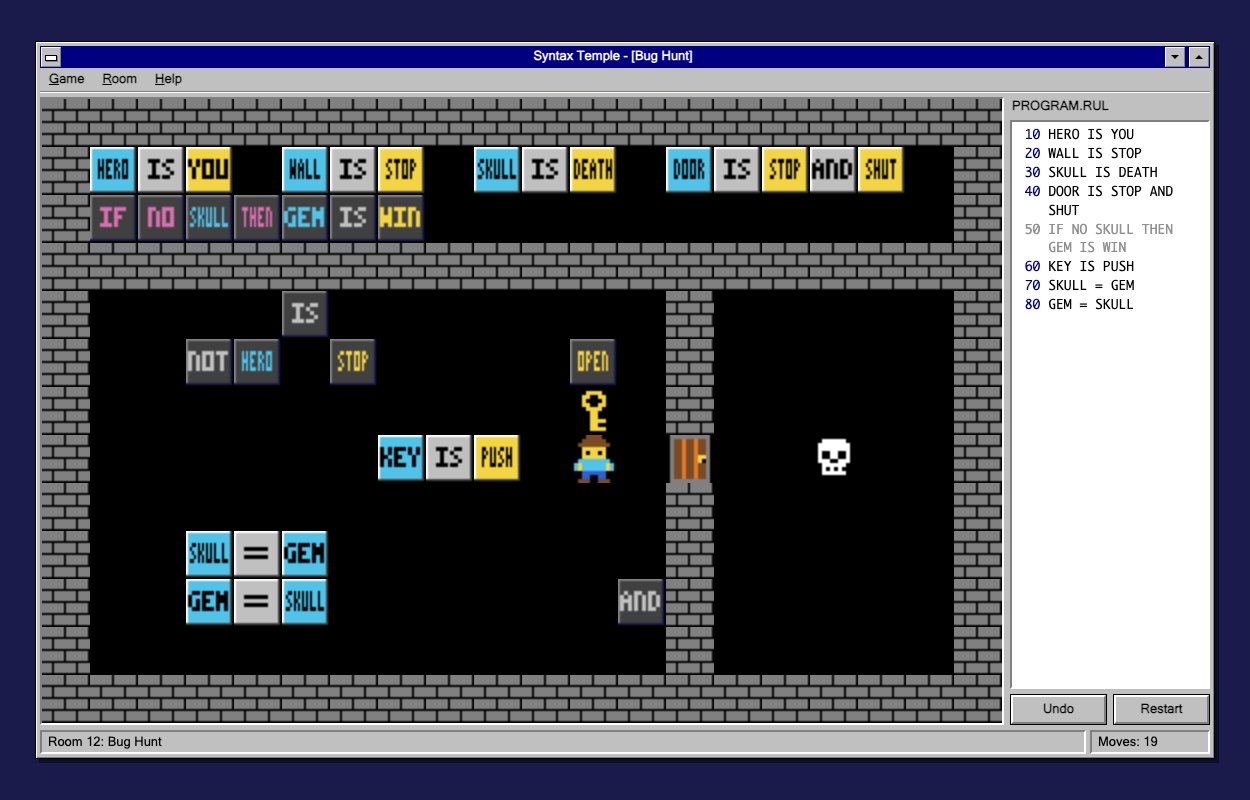 Syntax Temple - [Bug Hunt]
Game Room Help
PROGRAM.RUL
HERO IS YOU WALL IS STOP SKULL IS DEATH DOOR IS STOP AND SHUT
IF NO SKULL THEN GEM IS WIN
IS
NOT HERO STOP OPEN
KEY IS PUSH
SKULL = GEM
GEM = SKULL
AND
10 HERO IS YOU
20 WALL IS STOP
30 SKULL IS DEATH
40 DOOR IS STOP AND
SHUT
50 IF NO SKULL THEN
GEM IS WIN
60 KEY IS PUSH
70 SKULL = GEM
80 GEM = SKULL
Undo Restart
Room 12: Bug Hunt Moves: 19